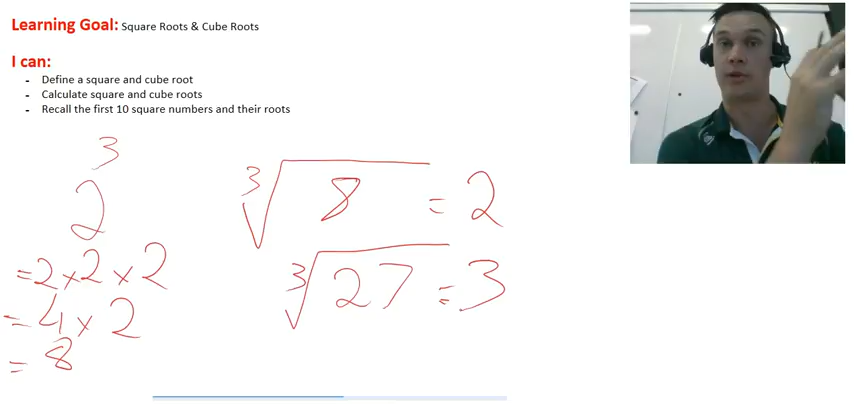 Learning Goal: Square Roots & Cube Roots
I can:
- Define a square and cube root
- Calculate square and cube roots
- Recall the first 10 square numbers and their roots
2³
= 2 × 2 × 2
= 4 × 2
= 8
∛8 = 2
∛27 = 3